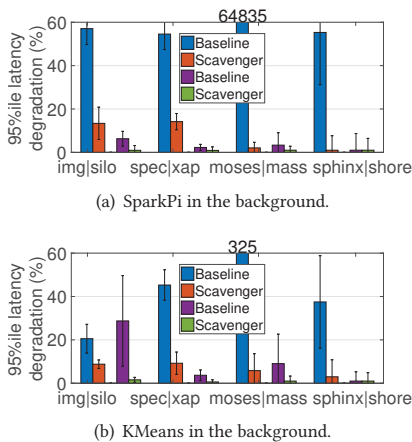 64835
95%ile latency
degradation (%)
60
40
20
0
Baseline
Scavenger
Baseline
Scavenger
img|silo spec|xap moses|mass sphinx|shore
(a) SparkPi in the background.
325
95%ile latency
degradation (%)
60
40
20
0
Baseline
Scavenger
Baseline
Scavenger
img|silo spec|xap moses|mass sphinx|shore
(b) KMeans in the background.